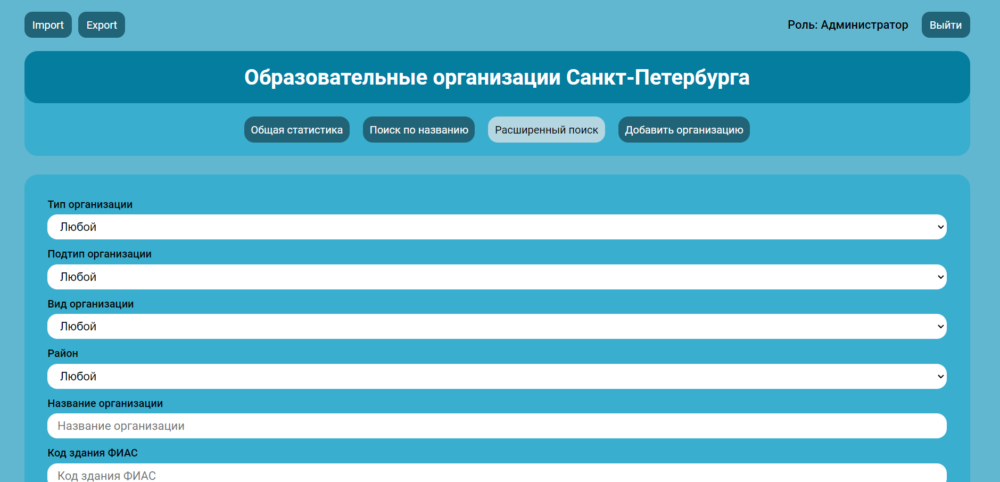 Import Export Роль: Администратор Выйти
Образовательные организации Санкт-Петербурга
Общая статистика Поиск по названию Расширенный поиск Добавить организацию
Тип организации
Любой
Подтип организации
Любой
Вид организации
Любой
Район
Любой
Название организации
Название организации
Код здания ФИАС
Код здания ФИАС